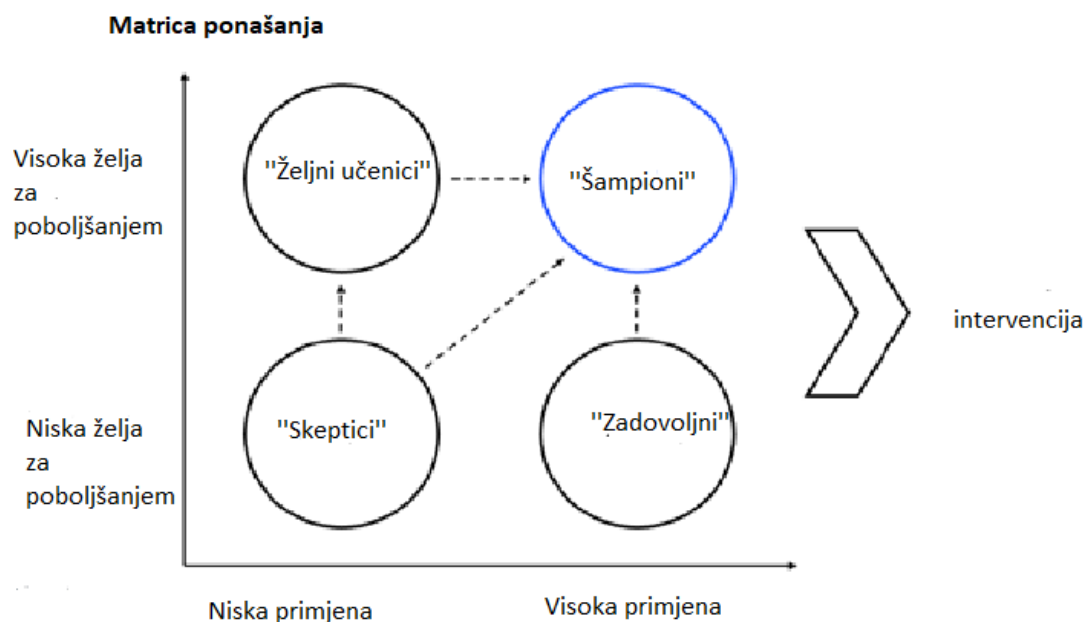 Matrica ponašanja
Visoka želja
za
poboljšanjem
"Željni učenici"
"Šampioni"
intervencija
Niska želja
za
poboljšanjem
"Skeptici"
"Zadovoljni"
Niska primjena
Visoka primjena